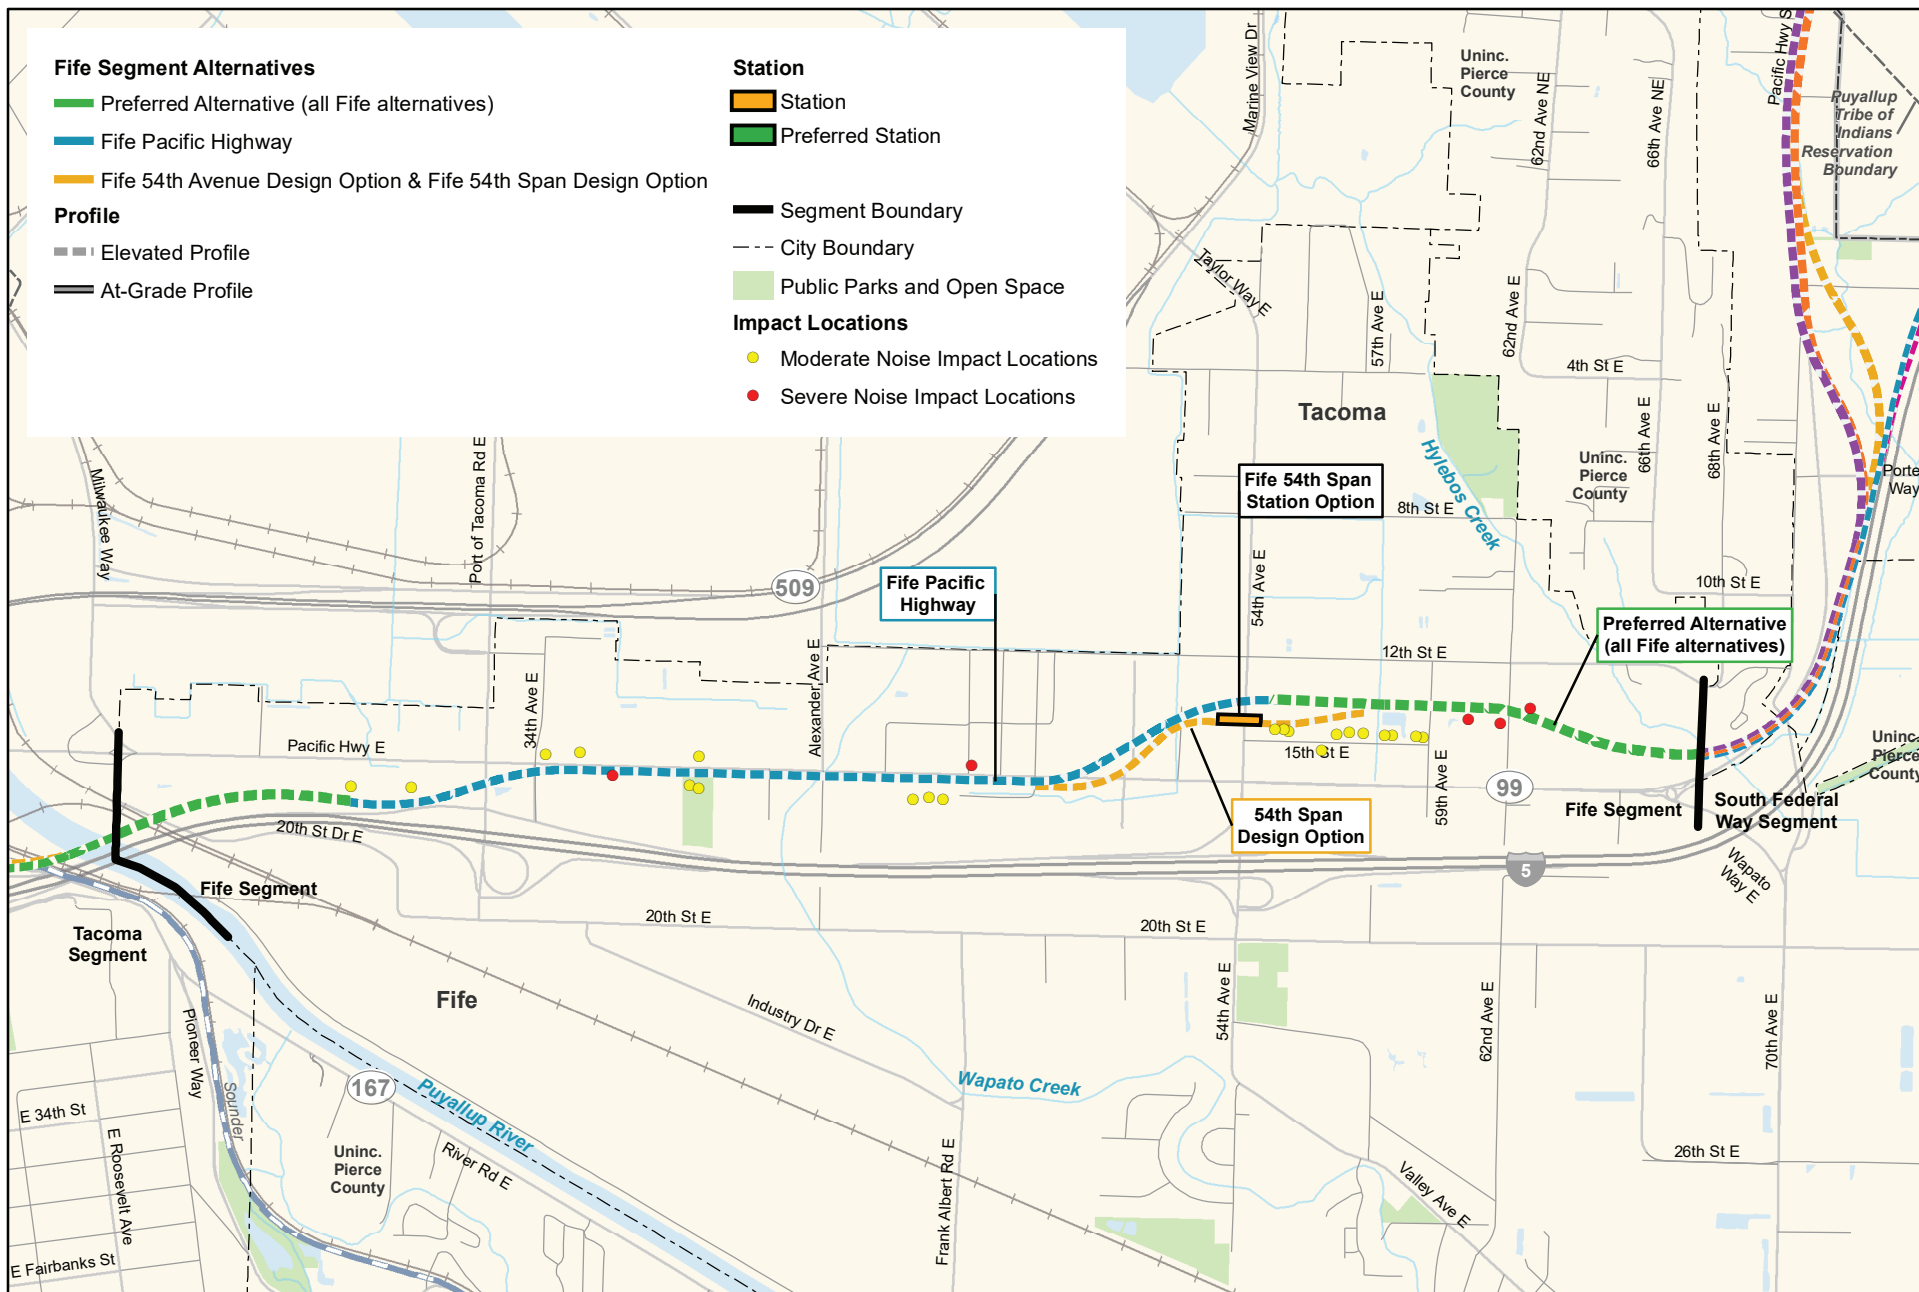 Fife Segment Alternatives
Preferred Alternative (all Fife alternatives)
Fife Pacific Highway
Fife 54th Avenue Design Option & Fife 54th Span Design Option
Profile
Elevated Profile
At-Grade Profile
Station
Station
Preferred Station
Segment Boundary
City Boundary
Public Parks and Open Space
Impact Locations
Moderate Noise Impact Locations
Severe Noise Impact Locations
Marine View Dr
Uninc.
Pierce
County
62nd Ave NE
66th Ave NE
Pacific Hwy S
Puyallup
Tribe of
Indians
Reservation
Boundary
Taylor Way E
57th Ave E
62nd Ave E
4th St E
Tacoma
66th Ave E
68th Ave E
Hylebos Creek
Uninc.
Pierce
County
Porte
Way
Milwaukee Way
Port of Tacoma Rd E
509
Fife 54th Span
Station Option
8th St E
54th Ave E
10th St E
Fife Pacific
Highway
Preferred Alternative
(all Fife alternatives)
12th St E
Alexander Ave E
34th Ave E
Pacific Hwy E
15th St E
59th Ave E
99
Uninc.
Pierce
County
54th Span
Design Option
Fife Segment
South Federal
Way Segment
20th St Dr E
5
Wapato
Way E
Fife Segment
Tacoma
Segment
20th St E
20th St E
Fife
Industry Dr E
54th Ave E
62nd Ave E
70th Ave E
Pioneer Way
Sounder
167
Puyallup River
Wapato Creek
E 34th St
E Roosevelt Ave
Uninc.
Pierce
County
River Rd E
Frank Albert Rd E
Valley Ave E
26th St E
E Fairbanks St